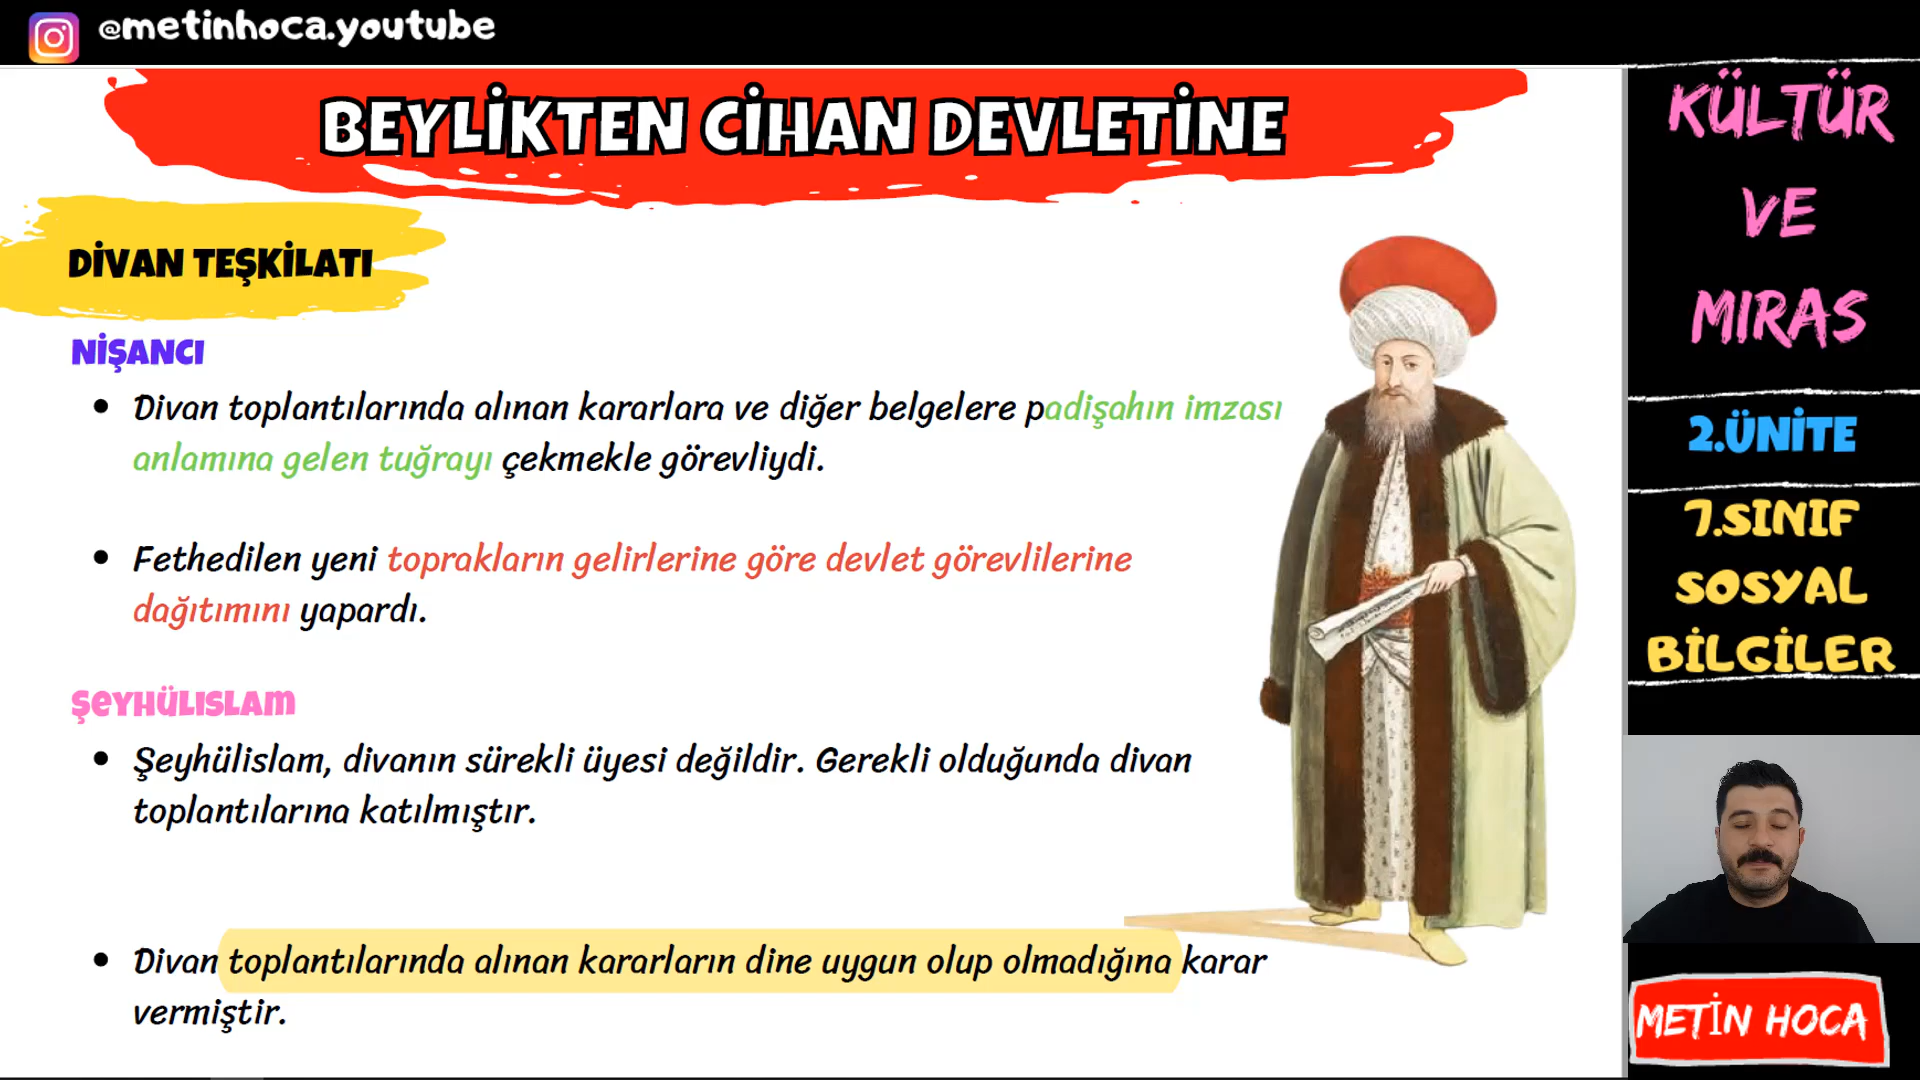 @metinhoca.youtube
BEYLİKTEN CİHAN DEVLETİNE
DİVAN TEŞKİLATI
NİŞANCI
• Divan toplantılarında alınan kararlara ve diğer belgelere padişahın imzası
anlamına gelen tuğrayı çekmekle görevliydi.
• Fethedilen yeni toprakların gelirlerine göre devlet görevlilerine
dağıtımını yapardı.
ŞEYHÜLISLAM
• Şeyhülislam, divanın sürekli üyesi değildir. Gerekli olduğunda divan
toplantılarına katılmıştır.
• Divan toplantılarında alınan kararların dine uygun olup olmadığına karar
vermiştir.
KÜLTÜR
VE
MIRAS
2.ÜNİTE
7.SINIF
SOSYAL
BİLGİLER
METİN HOCA